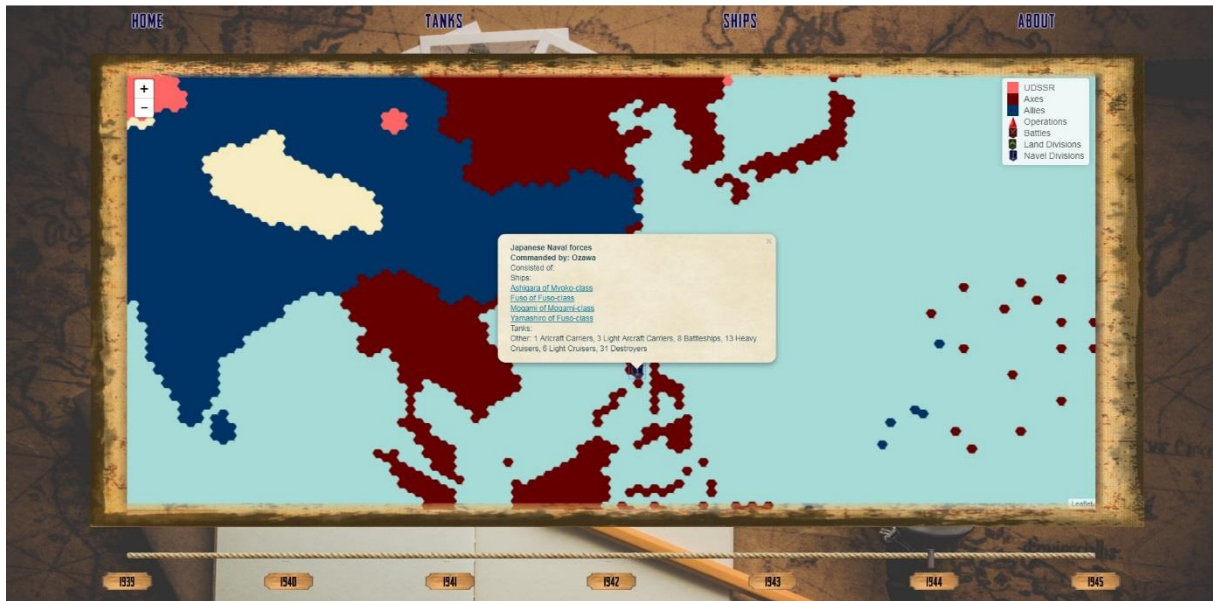 HOME TANKS SHIPS ABOUT
+
−
UDSSR
Axes
Allies
Operations
Battles
Land Divisions
Navel Divisions
Japanese Naval forces
Commanded by: Ozawa
Consisted of:
Ships:
Ashigara of Myoko-class
Fuso of Fuso-class
Mogami of Mogami-class
Yamashiro of Fuso-class
Tanks:
Other: 1 Aircraft Carriers, 3 Light Aircraft Carriers, 8 Battleships, 13 Heavy
Cruisers, 6 Light Cruisers, 31 Destroyers
Leaflet
1939 1940 1941 1942 1943 1944 1945